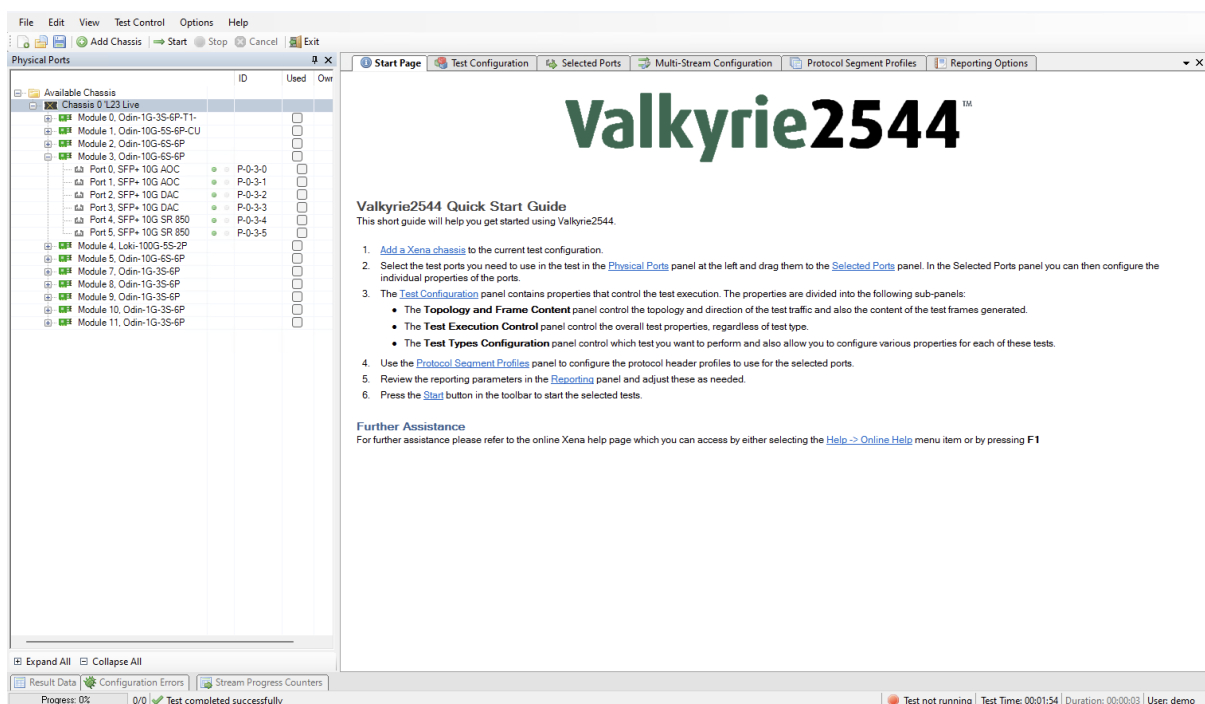 File Edit View Test Control Options Help
Add Chassis Start Stop Cancel Exit
Physical Ports
ID Used Owr
Available Chassis
Chassis 0 'L23 Live
Module 0, Odin-1G-3S-6P-T1-
Module 1, Odin-10G-5S-6P-CU
Module 2, Odin-10G-6S-6P
Module 3, Odin-10G-6S-6P
Port 0, SFP+ 10G AOC P-0-3-0
Port 1, SFP+ 10G AOC P-0-3-1
Port 2, SFP+ 10G DAC P-0-3-2
Port 3, SFP+ 10G DAC P-0-3-3
Port 4, SFP+ 10G SR 850 P-0-3-4
Port 5, SFP+ 10G SR 850 P-0-3-5
Module 4, Loki-100G-5S-2P
Module 5, Odin-10G-6S-6P
Module 7, Odin-1G-3S-6P
Module 8, Odin-1G-3S-6P
Module 9, Odin-1G-3S-6P
Module 10, Odin-1G-3S-6P
Module 11, Odin-1G-3S-6P
Expand All Collapse All
Start Page Test Configuration Selected Ports Multi-Stream Configuration Protocol Segment Profiles Reporting Options
Valkyrie2544™
Valkyrie2544 Quick Start Guide
This short guide will help you get started using Valkyrie2544.
1. Add a Xena chassis to the current test configuration.
2. Select the test ports you need to use in the test in the Physical Ports panel at the left and drag them to the Selected Ports panel. In the Selected Ports panel you can then configure the
individual properties of the ports.
3. The Test Configuration panel contains properties that control the test execution. The properties are divided into the following sub-panels:
• The Topology and Frame Content panel control the topology and direction of the test traffic and also the content of the test frames generated.
• The Test Execution Control panel control the overall test properties, regardless of test type.
• The Test Types Configuration panel control which test you want to perform and also allow you to configure various properties for each of these tests.
4. Use the Protocol Segment Profiles panel to configure the protocol header profiles to use for the selected ports.
5. Review the reporting parameters in the Reporting panel and adjust these as needed.
6. Press the Start button in the toolbar to start the selected tests.
Further Assistance
For further assistance please refer to the online Xena help page which you can access by either selecting the Help -> Online Help menu item or by pressing F1
Result Data Configuration Errors Stream Progress Counters
Progress: 0% 0/0 Test completed successfully Test not running Test Time: 00:01:54 Duration: 00:00:03 User: demo